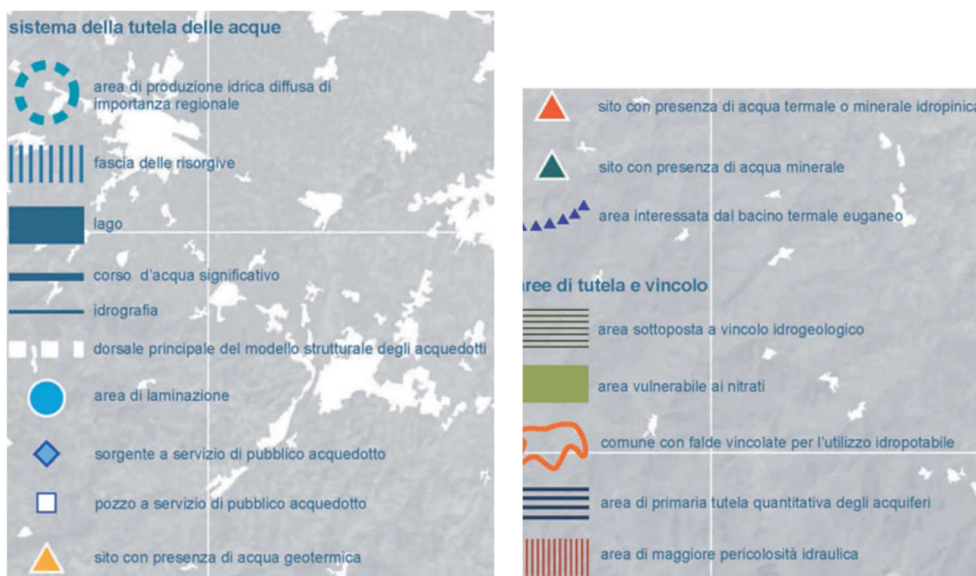 sistema della tutela delle acque
area di produzione idrica diffusa di
importanza regionale
fascia delle risorgive
lago
corso d'acqua significativo
idrografia
dorsale principale del modello strutturale degli acquedotti
area di laminazione
sorgente a servizio di pubblico acquedotto
pozzo a servizio di pubblico acquedotto
sito con presenza di acqua geotermica
sito con presenza di acqua termale o minerale idropinica
sito con presenza di acqua minerale
area interessata dal bacino termale euganeo
aree di tutela e vincolo
area sottoposta a vincolo idrogeologico
area vulnerabile ai nitrati
comune con falde vincolate per l'utilizzo idropotabile
area di primaria tutela quantitativa degli acquiferi
area di maggiore pericolosità idraulica